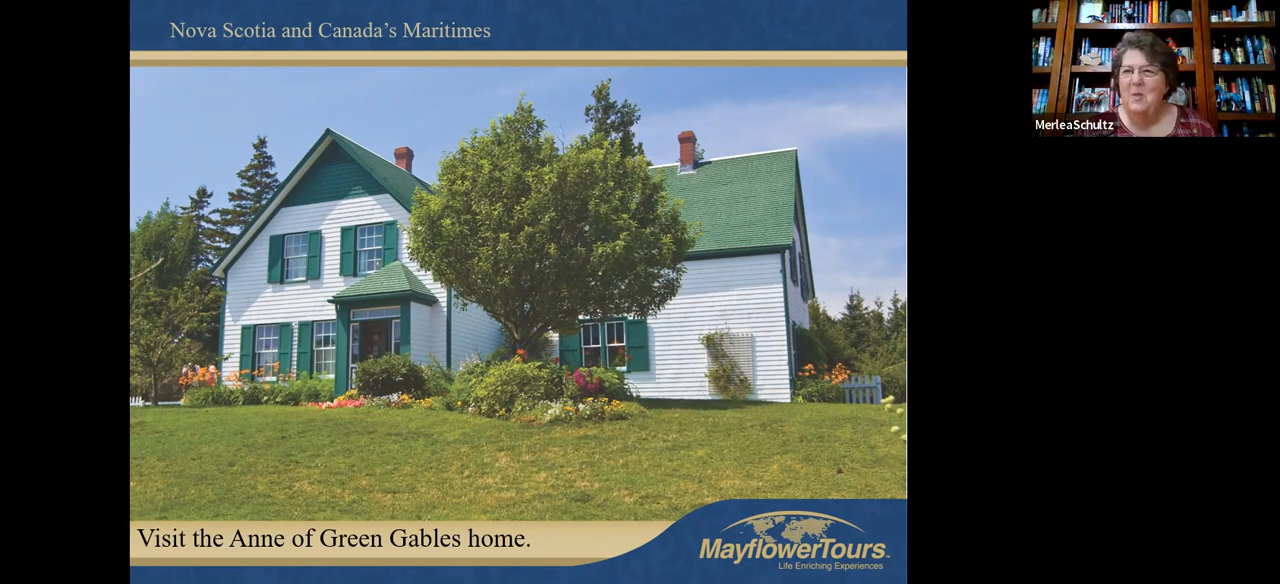 Nova Scotia and Canada's Maritimes
MerleaSchultz
Visit the Anne of Green Gables home.
MayflowerTours
Life Enriching Experiences